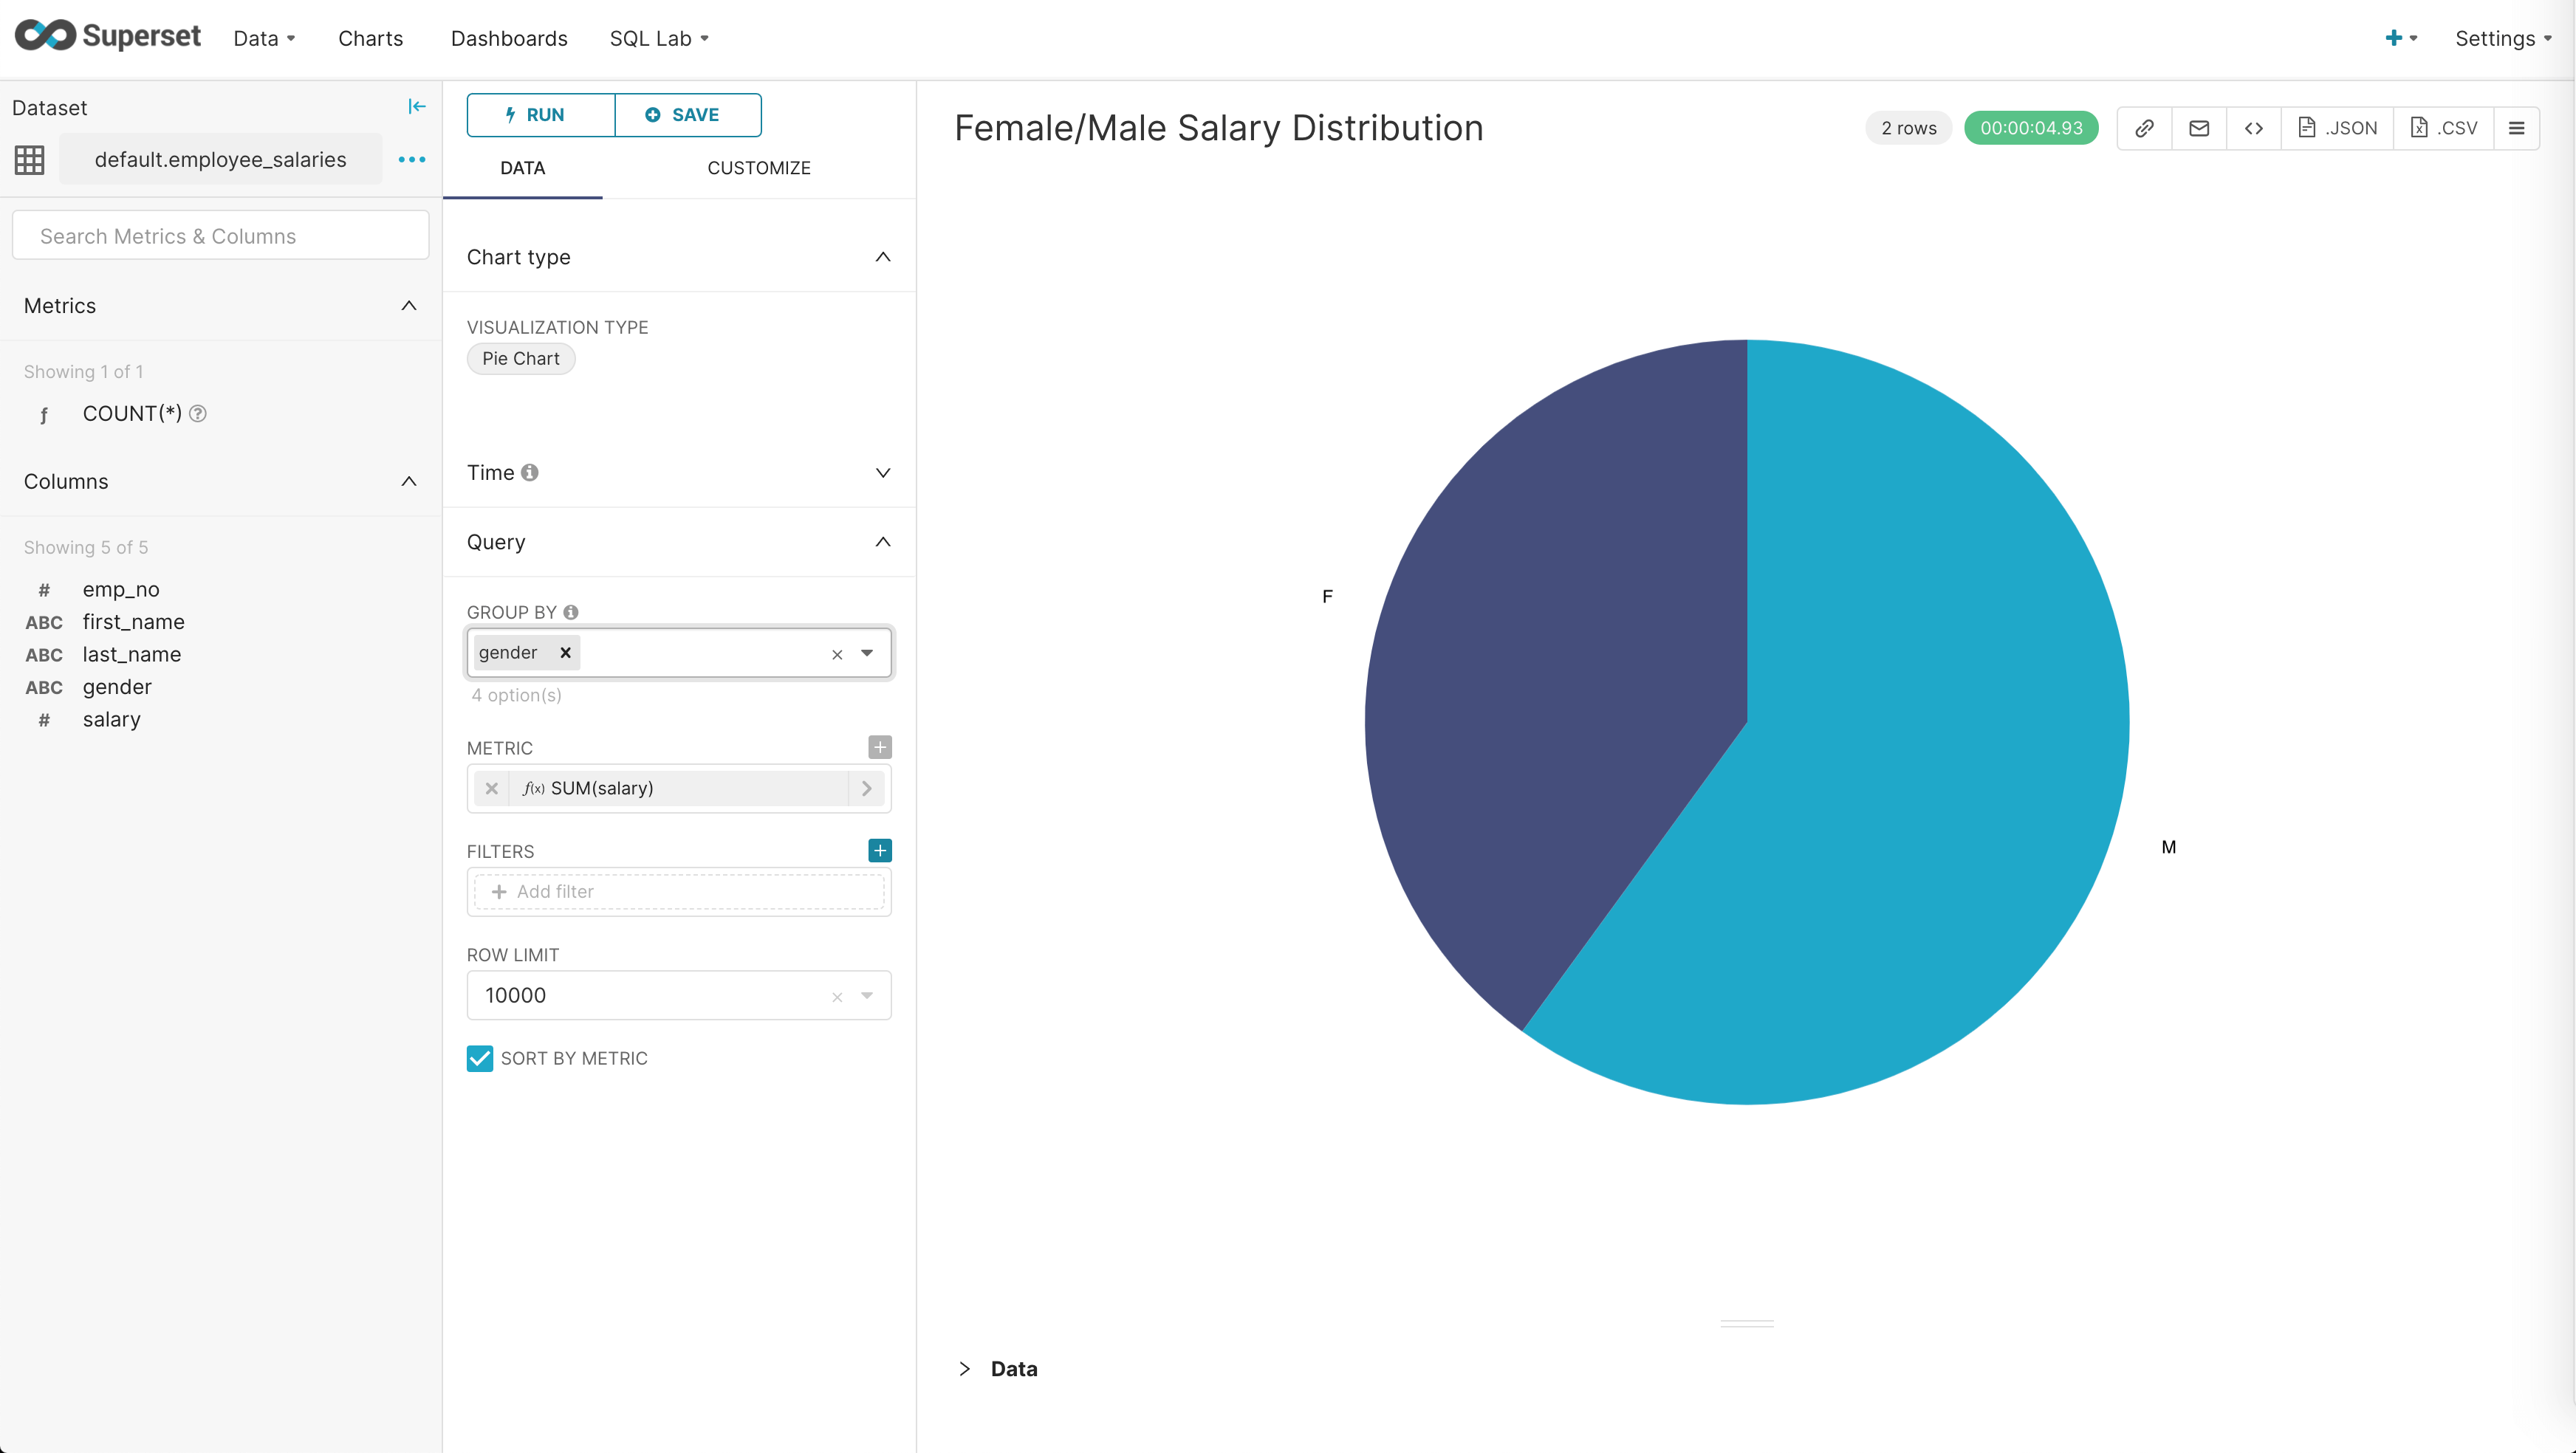 Superset Data Charts Dashboards SQL Lab + Settings
Dataset
default.employee_salaries
Search Metrics & Columns
Metrics
Showing 1 of 1
ƒ COUNT(*) ?
Columns
Showing 5 of 5
# emp_no
ABC first_name
ABC last_name
ABC gender
# salary
RUN SAVE
DATA CUSTOMIZE
Chart type
VISUALIZATION TYPE
Pie Chart
Time i
Query
GROUP BY i
gender ×
4 option(s)
METRIC +
× ƒ(x) SUM(salary) >
FILTERS +
+ Add filter
ROW LIMIT
10000
SORT BY METRIC
Female/Male Salary Distribution
2 rows 00:00:04.93 .JSON .CSV
F
M
> Data